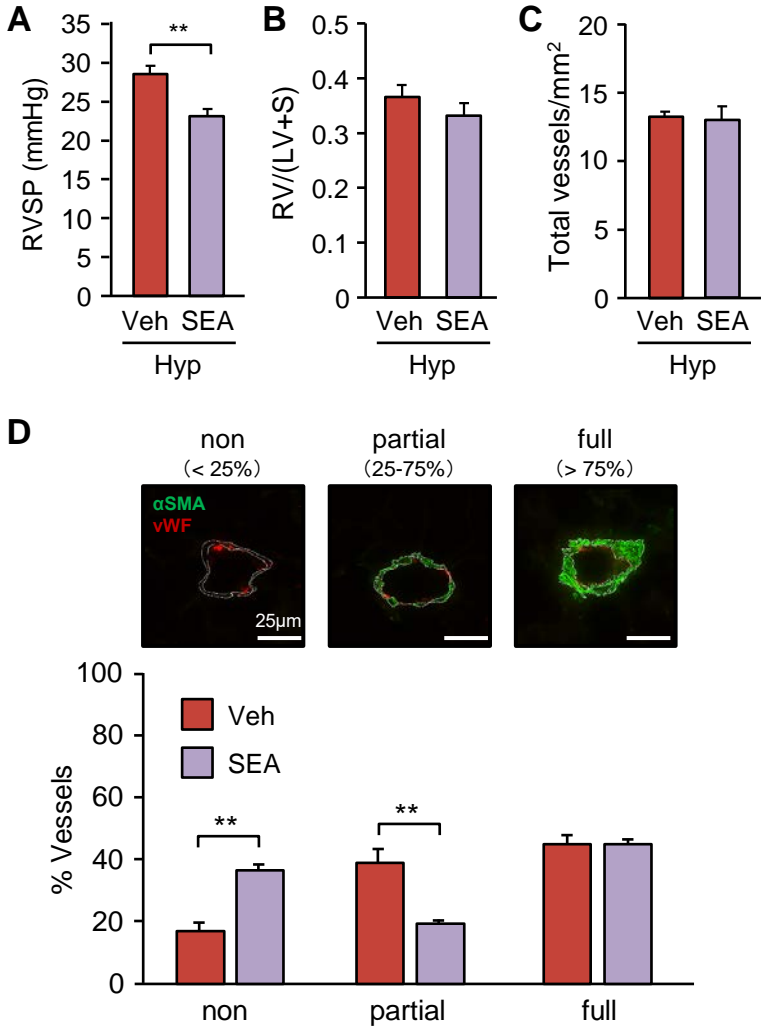 A
RVSP (mmHg)
35
30
25
20
15
10
5
0
**
Veh SEA
Hyp
B
RV/(LV+S)
0.5
0.4
0.3
0.2
0.1
0
Veh SEA
Hyp
C
Total vessels/mm²
20
15
10
5
0
Veh SEA
Hyp
D
non
(< 25%)
partial
(25-75%)
full
(> 75%)
αSMA
vWF
25μm
% Vessels
100
80
60
40
20
0
Veh
SEA
**
**
non partial full